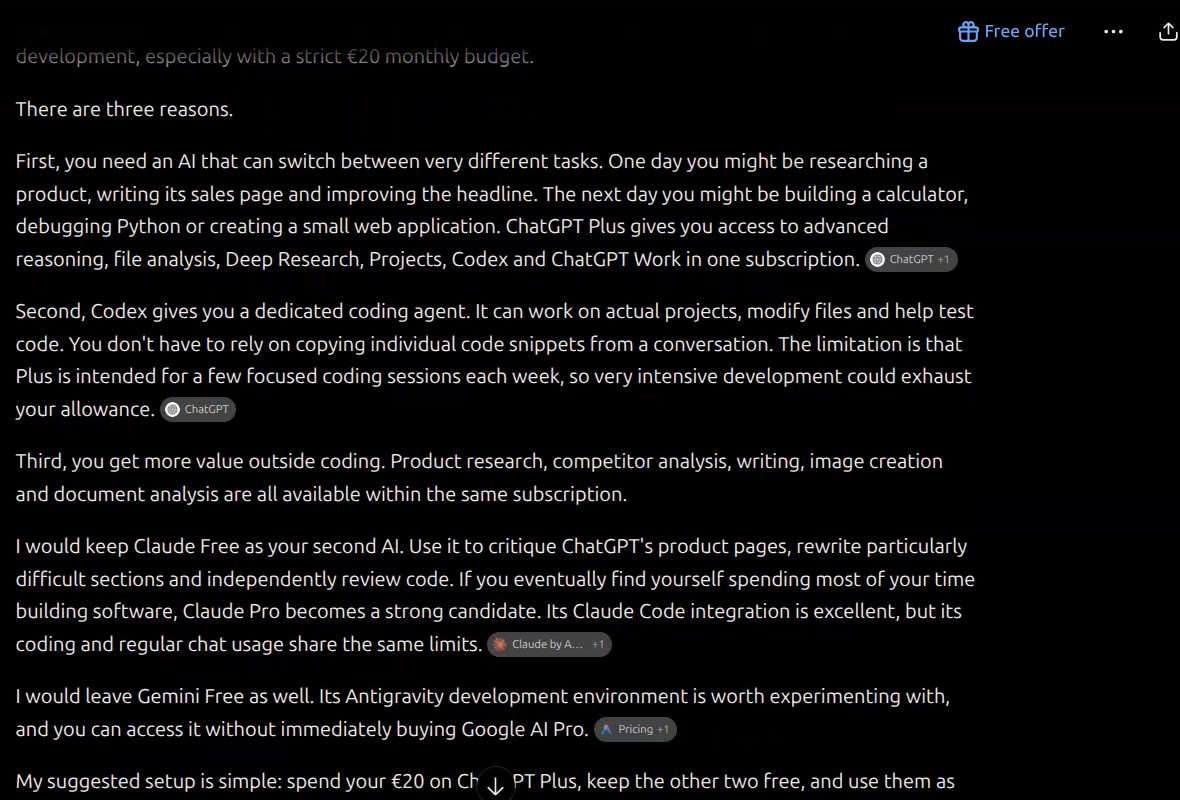 Free offer
development, especially with a strict €20 monthly budget.
There are three reasons.
First, you need an AI that can switch between very different tasks. One day you might be researching a
product, writing its sales page and improving the headline. The next day you might be building a calculator,
debugging Python or creating a small web application. ChatGPT Plus gives you access to advanced
reasoning, file analysis, Deep Research, Projects, Codex and ChatGPT Work in one subscription. ChatGPT +1
Second, Codex gives you a dedicated coding agent. It can work on actual projects, modify files and help test
code. You don't have to rely on copying individual code snippets from a conversation. The limitation is that
Plus is intended for a few focused coding sessions each week, so very intensive development could exhaust
your allowance. ChatGPT
Third, you get more value outside coding. Product research, competitor analysis, writing, image creation
and document analysis are all available within the same subscription.
I would keep Claude Free as your second AI. Use it to critique ChatGPT's product pages, rewrite particularly
difficult sections and independently review code. If you eventually find yourself spending most of your time
building software, Claude Pro becomes a strong candidate. Its Claude Code integration is excellent, but its
coding and regular chat usage share the same limits. Claude by A... +1
I would leave Gemini Free as well. Its Antigravity development environment is worth experimenting with,
and you can access it without immediately buying Google AI Pro. Pricing +1
My suggested setup is simple: spend your €20 on Ch PT Plus, keep the other two free, and use them as